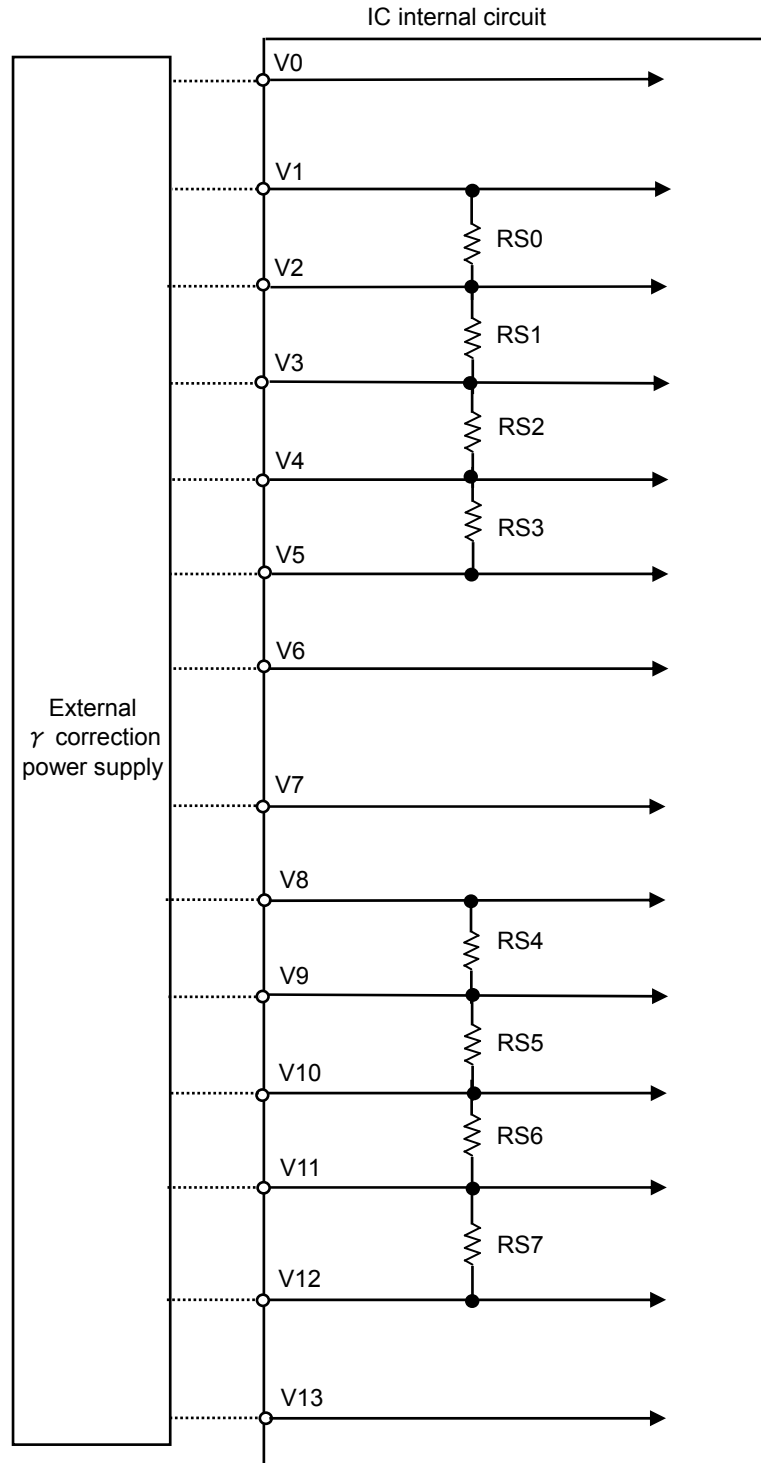 IC internal circuit
V0
V1
RS0
V2
RS1
V3
RS2
V4
RS3
V5
V6
External
γ correction
power supply
V7
V8
RS4
V9
RS5
V10
RS6
V11
RS7
V12
V13